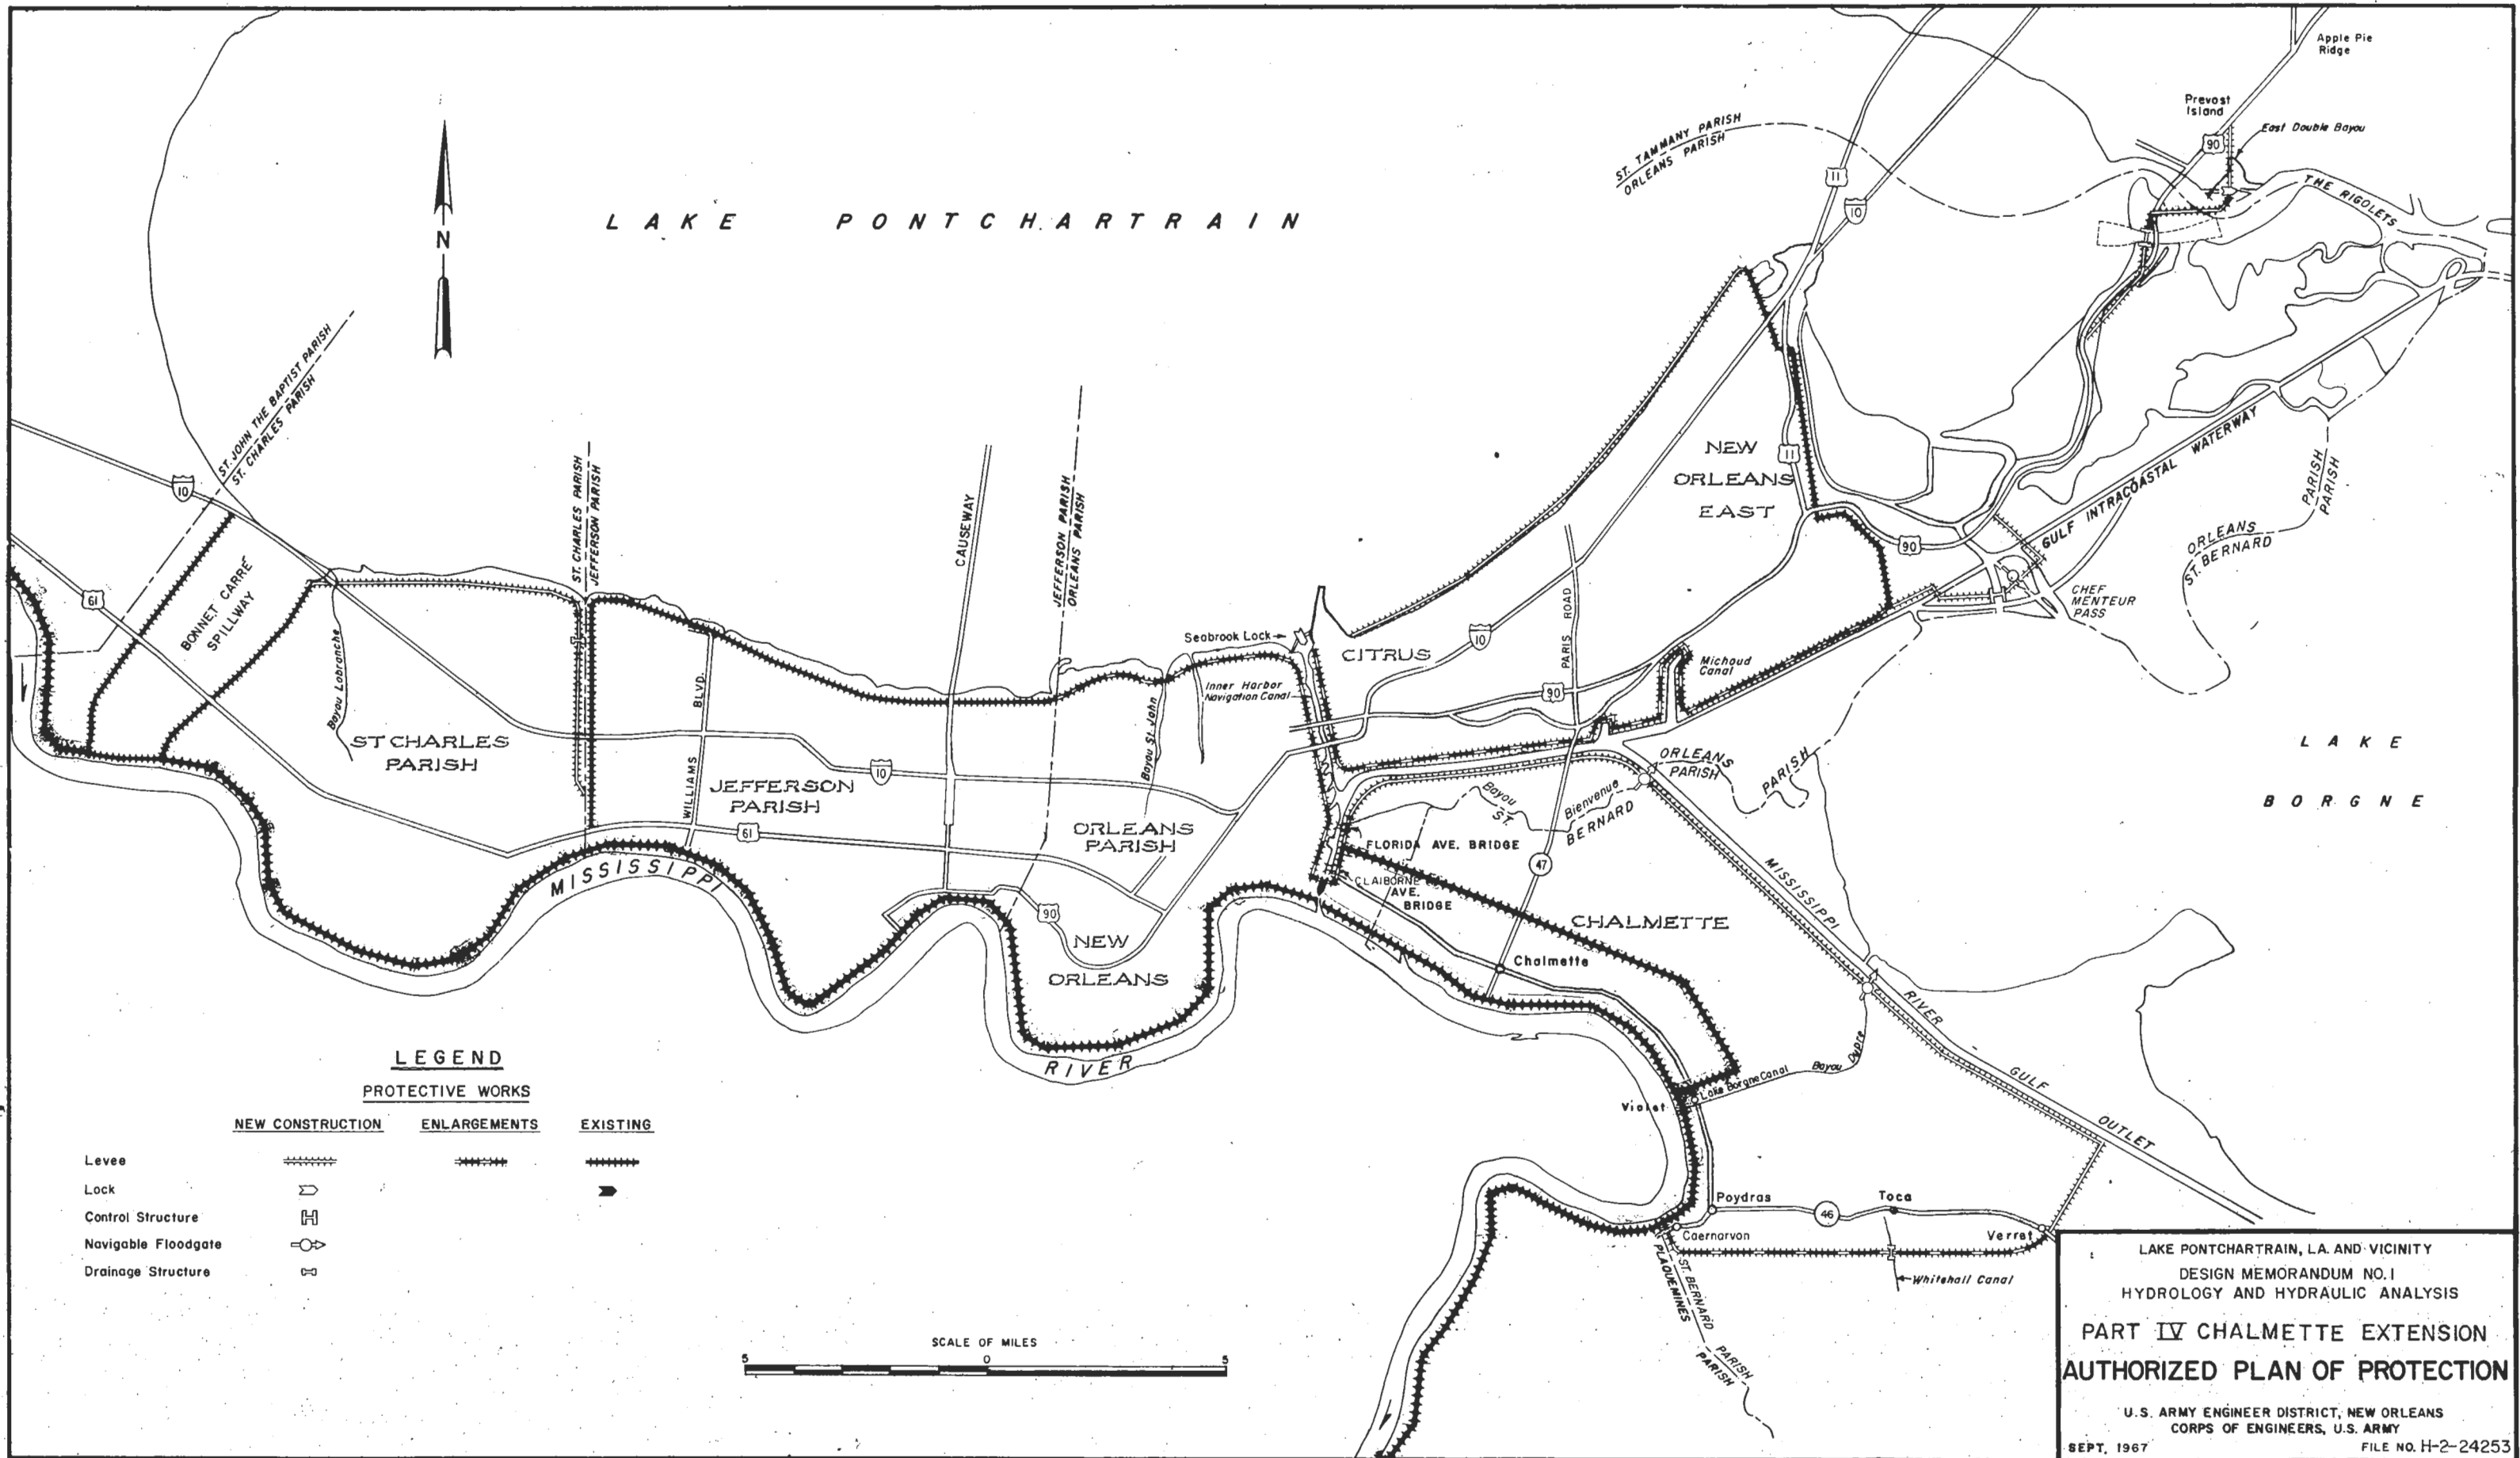 Apple Pie
Ridge
Prevost
Island
East Double Bayou
90
THE RIGOLETS
ST. TAMMANY PARISH
ORLEANS PARISH
11
10
N
LAKE PONTCHARTRAIN
ST. JOHN THE BAPTIST PARISH
ST. CHARLES PARISH
10
61
BONNET CARRÉ
SPILLWAY
Bayou Labranche
ST CHARLES
PARISH
ST. CHARLES PARISH
JEFFERSON PARISH
WILLIAMS BLVD.
JEFFERSON
PARISH
10
61
CAUSEWAY
JEFFERSON PARISH
ORLEANS PARISH
Bayou St. John
ORLEANS
PARISH
Seabrook Lock
Inner Harbor
Navigation Canal
CITRUS
10
PARIS ROAD
90
NEW
ORLEANS
EAST
11
90
Michoud
Canal
GULF INTRACOASTAL WATERWAY
CHEF
MENTEUR
PASS
PARISH
PARISH
ORLEANS
ST. BERNARD
LAKE
BORGNE
ORLEANS
PARISH
PARISH
Bayou Bienvenue
ST. BERNARD
FLORIDA AVE. BRIDGE
CLAIBORNE
AVE.
BRIDGE
47
CHALMETTE
Chalmette
MISSISSIPPI
RIVER
GULF
OUTLET
MISSISSIPPI
RIVER
90
NEW
ORLEANS
Violet
Lake Borgne Canal
Bayou Dupre
Poydras
46
Toca
Verret
Caernarvon
Whitehall Canal
ST. BERNARD PARISH
PLAQUEMINES PARISH
LEGEND
PROTECTIVE WORKS
NEW CONSTRUCTION ENLARGEMENTS EXISTING
Levee
Lock
Control Structure
Navigable Floodgate
Drainage Structure
SCALE OF MILES
5 0 5
LAKE PONTCHARTRAIN, LA. AND VICINITY
DESIGN MEMORANDUM NO. 1
HYDROLOGY AND HYDRAULIC ANALYSIS
PART IV CHALMETTE EXTENSION
AUTHORIZED PLAN OF PROTECTION
U.S. ARMY ENGINEER DISTRICT, NEW ORLEANS
CORPS OF ENGINEERS, U.S. ARMY
SEPT, 1967 FILE NO. H-2-24253